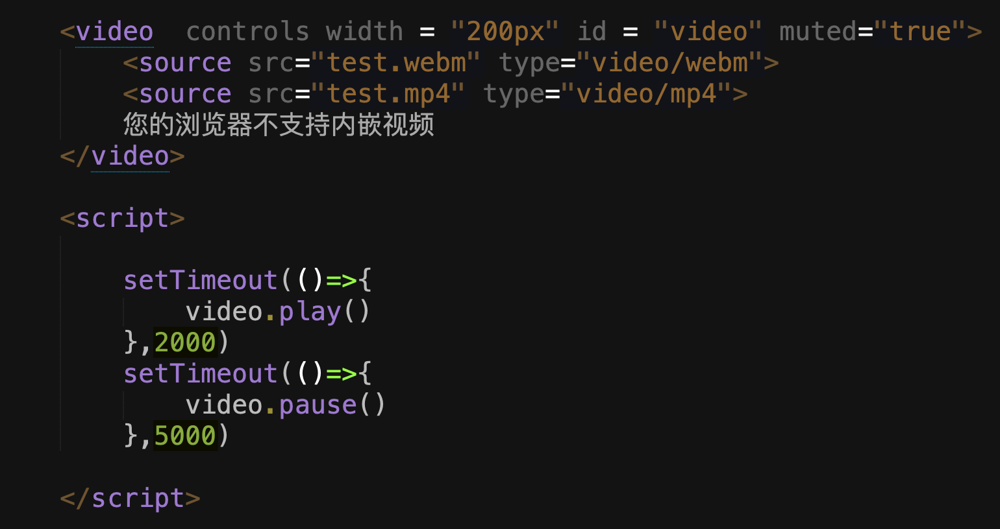 <video  controls width = "200px" id = "video" muted="true">
    <source src="test.webm" type="video/webm">
    <source src="test.mp4" type="video/mp4">
    您的浏览器不支持内嵌视频
</video>
<script>
    setTimeout(()=>{
        video.play()
    },2000)
    setTimeout(()=>{
        video.pause()
    },5000)
</script>